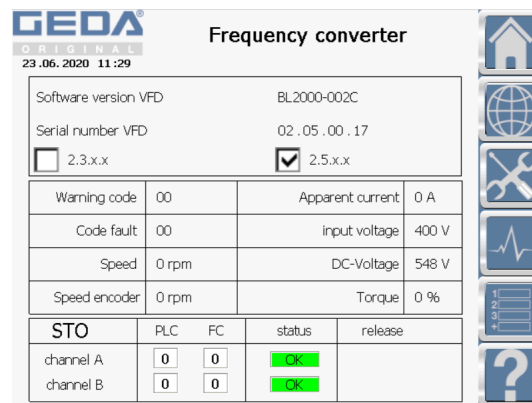 GEDA®
ORIGINAL
Frequency converter
23.06.2020 11:29
Software version VFD BL2000-002C
Serial number VFD 02.05.00.17
2.3.x.x 2.5.x.x
Warning code 00 Apparent current 0 A
Code fault 00 input voltage 400 V
Speed 0 rpm DC-Voltage 548 V
Speed encoder 0 rpm Torque 0 %
STO PLC FC status release
channel A 0 0 OK
channel B 0 0 OK
1
2
3
+
?